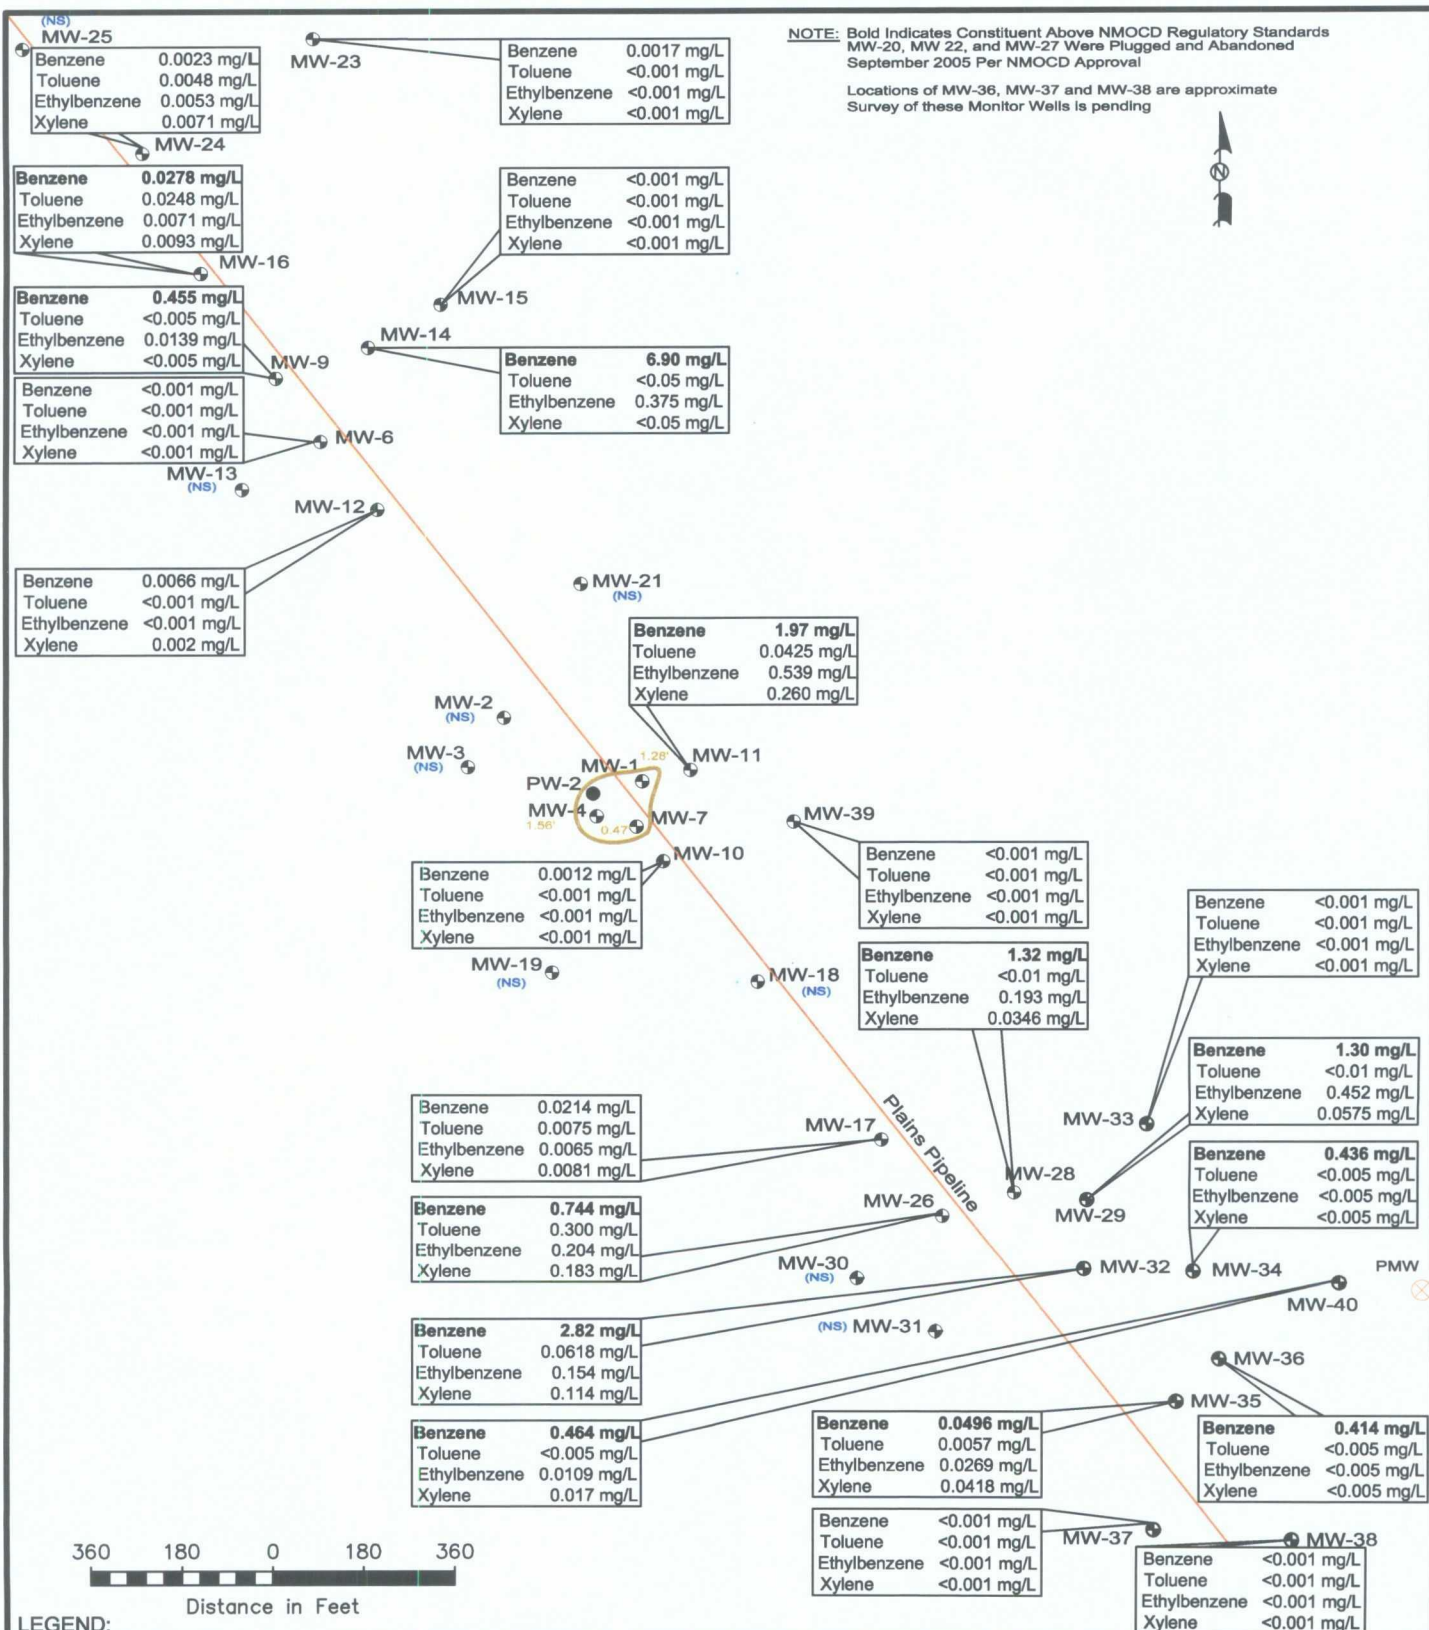 (NS)
MW-25
Benzene 0.0023 mg/L
Toluene 0.0048 mg/L
Ethylbenzene 0.0053 mg/L
Xylene 0.0071 mg/L
MW-24
MW-23
Benzene 0.0017 mg/L
Toluene <0.001 mg/L
Ethylbenzene <0.001 mg/L
Xylene <0.001 mg/L
NOTE: Bold Indicates Constituent Above NMOCD Regulatory Standards
MW-20, MW 22, and MW-27 Were Plugged and Abandoned
September 2005 Per NMOCD Approval
Locations of MW-36, MW-37 and MW-38 are approximate
Survey of these Monitor Wells is pending
N
Benzene 0.0278 mg/L
Toluene 0.0248 mg/L
Ethylbenzene 0.0071 mg/L
Xylene 0.0093 mg/L
MW-16
Benzene <0.001 mg/L
Toluene <0.001 mg/L
Ethylbenzene <0.001 mg/L
Xylene <0.001 mg/L
MW-15
Benzene 0.455 mg/L
Toluene <0.005 mg/L
Ethylbenzene 0.0139 mg/L
Xylene <0.005 mg/L
MW-9
MW-14
Benzene 6.90 mg/L
Toluene <0.05 mg/L
Ethylbenzene 0.375 mg/L
Xylene <0.05 mg/L
Benzene <0.001 mg/L
Toluene <0.001 mg/L
Ethylbenzene <0.001 mg/L
Xylene <0.001 mg/L
MW-6
MW-13
(NS)
MW-12
Benzene 0.0066 mg/L
Toluene <0.001 mg/L
Ethylbenzene <0.001 mg/L
Xylene 0.002 mg/L
MW-21
(NS)
Benzene 1.97 mg/L
Toluene 0.0425 mg/L
Ethylbenzene 0.539 mg/L
Xylene 0.260 mg/L
MW-2
(NS)
MW-3
(NS)
MW-1
1.28'
MW-11
PW-2
MW-4
1.56'
0.47'
MW-7
MW-10
MW-39
Benzene 0.0012 mg/L
Toluene <0.001 mg/L
Ethylbenzene <0.001 mg/L
Xylene <0.001 mg/L
Benzene <0.001 mg/L
Toluene <0.001 mg/L
Ethylbenzene <0.001 mg/L
Xylene <0.001 mg/L
Benzene <0.001 mg/L
Toluene <0.001 mg/L
Ethylbenzene <0.001 mg/L
Xylene <0.001 mg/L
MW-19
(NS)
MW-18
(NS)
Benzene 1.32 mg/L
Toluene <0.01 mg/L
Ethylbenzene 0.193 mg/L
Xylene 0.0346 mg/L
Benzene 1.30 mg/L
Toluene <0.01 mg/L
Ethylbenzene 0.452 mg/L
Xylene 0.0575 mg/L
Benzene 0.0214 mg/L
Toluene 0.0075 mg/L
Ethylbenzene 0.0065 mg/L
Xylene 0.0081 mg/L
MW-17
Plains Pipeline
MW-33
MW-28
MW-29
Benzene 0.436 mg/L
Toluene <0.005 mg/L
Ethylbenzene <0.005 mg/L
Xylene <0.005 mg/L
Benzene 0.744 mg/L
Toluene 0.300 mg/L
Ethylbenzene 0.204 mg/L
Xylene 0.183 mg/L
MW-26
MW-30
(NS)
MW-32
MW-34
PMW
MW-40
(NS) MW-31
Benzene 2.82 mg/L
Toluene 0.0618 mg/L
Ethylbenzene 0.154 mg/L
Xylene 0.114 mg/L
MW-36
MW-35
Benzene 0.464 mg/L
Toluene <0.005 mg/L
Ethylbenzene 0.0109 mg/L
Xylene 0.017 mg/L
Benzene 0.0496 mg/L
Toluene 0.0057 mg/L
Ethylbenzene 0.0269 mg/L
Xylene 0.0418 mg/L
Benzene 0.414 mg/L
Toluene <0.005 mg/L
Ethylbenzene <0.005 mg/L
Xylene <0.005 mg/L
Benzene <0.001 mg/L
Toluene <0.001 mg/L
Ethylbenzene <0.001 mg/L
Xylene <0.001 mg/L
MW-37
MW-38
Benzene <0.001 mg/L
Toluene <0.001 mg/L
Ethylbenzene <0.001 mg/L
Xylene <0.001 mg/L
360 180 0 180 360
Distance in Feet
LEGEND: